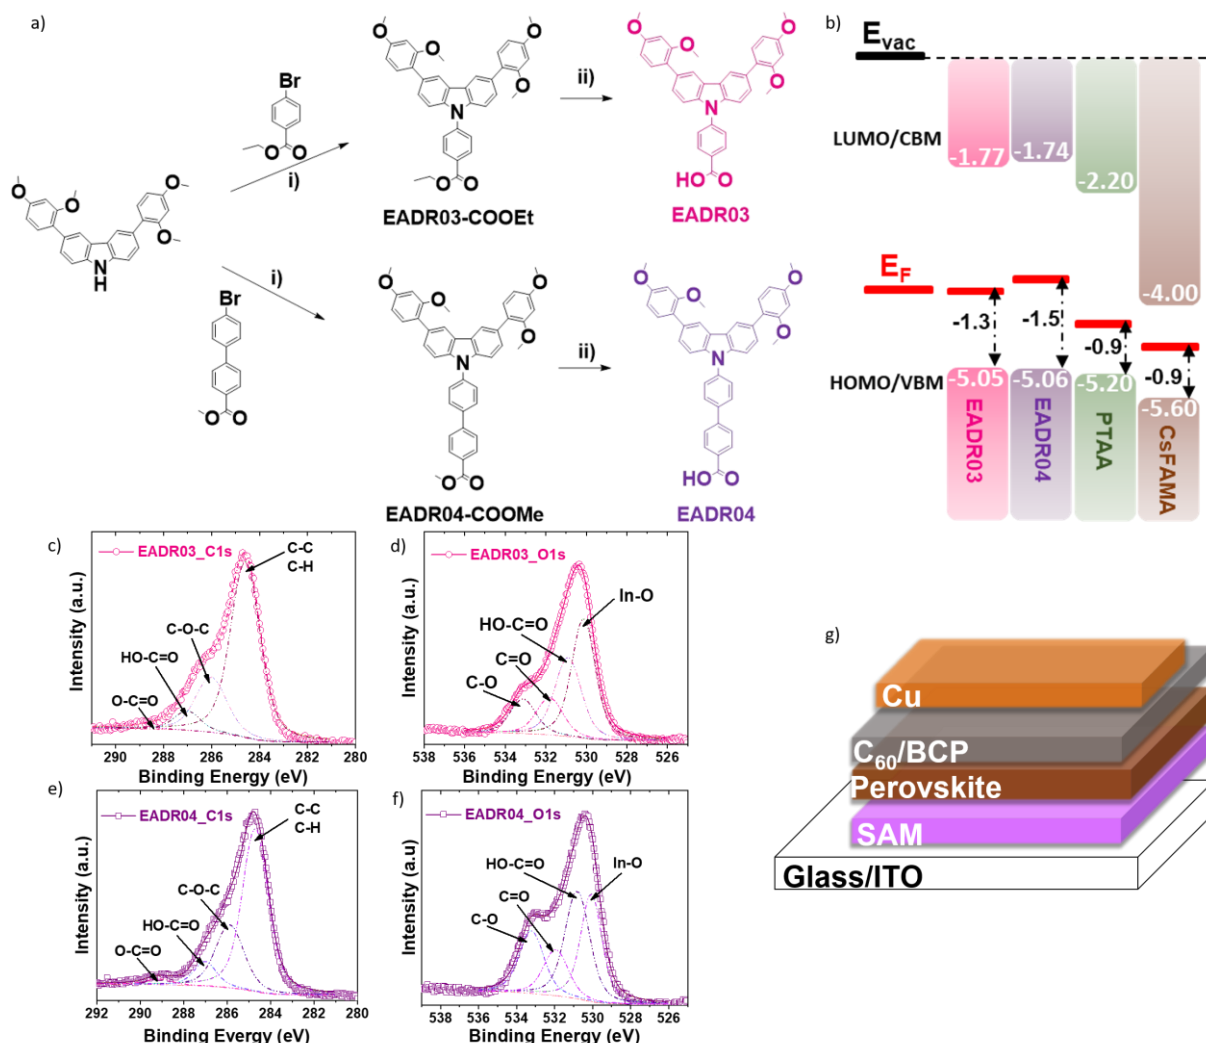 a)
O
O
O
O
N
H
Br
O
O
i)
i)
Br
O
O
O
O
O
O
N
O
O
EADR03-COOEt
ii)
O
O
O
O
N
HO
O
EADR03
O
O
O
O
N
O
O
EADR04-COOMe
ii)
O
O
O
O
N
HO
O
EADR04
b)
Evac
LUMO/CBM
-1.77
-1.74
-2.20
-4.00
EF
-1.3
-1.5
-0.9
-0.9
HOMO/VBM
-5.05
-5.06
-5.20
-5.60
EADR03
EADR04
PTAA
CsFAMA
c)
EADR03_C1s
C-C
C-H
C-O-C
HO-C=O
O-C=O
Intensity (a.u.)
290 288 286 284 282 280
Binding Energy (eV)
d)
EADR03_O1s
In-O
HO-C=O
C=O
C-O
Intensity (a.u.)
538 536 534 532 530 528 526
Binding Energy (eV)
e)
EADR04_C1s
C-C
C-H
C-O-C
HO-C=O
O-C=O
Intensity (a.u)
292 290 288 286 284 282 280
Binding Evergy (eV)
f)
EADR04_O1s
HO-C=O
In-O
C=O
C-O
Intensity (a.u)
538 536 534 532 530 528 526
Binding Energy (eV)
g)
Cu
C60/BCP
Perovskite
SAM
Glass/ITO